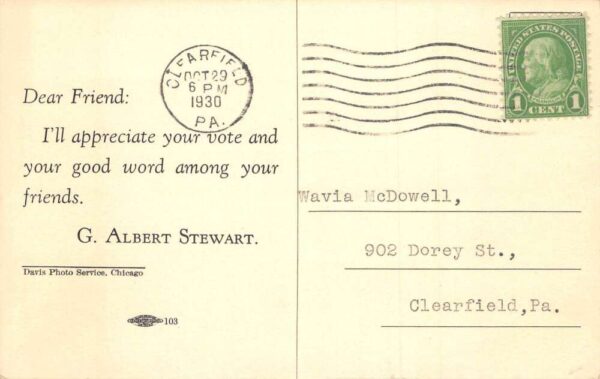 CLEARFIELD
OCT 29
6 PM
1930
PA.
UNITED STATES POSTAGE
FRANKLIN
1 CENT 1
Dear Friend:
I'll appreciate your vote and
your good word among your
friends.
G. ALBERT STEWART.
Davis Photo Service, Chicago
103
Wavia McDowell,
902 Dorey St.,
Clearfield,Pa.